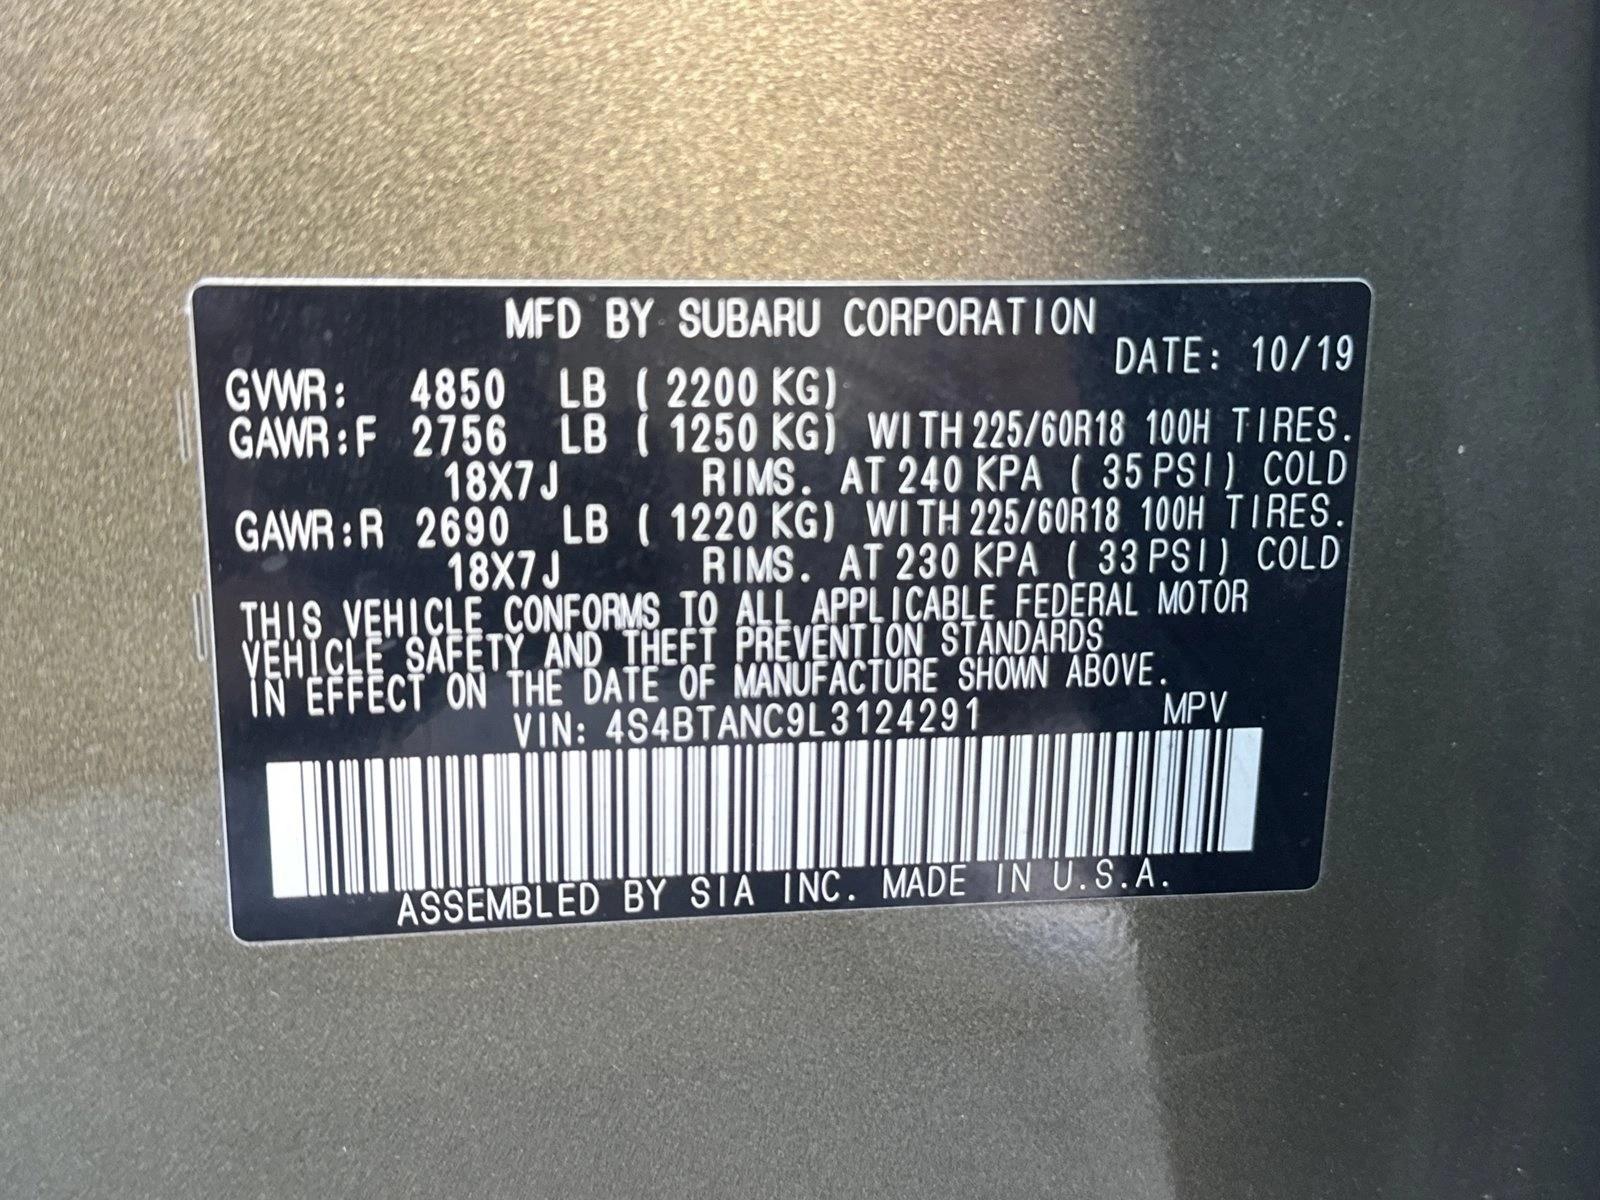 MFD BY SUBARU CORPORATION
DATE: 10/19
GVWR: 4850 LB ( 2200 KG)
GAWR:F 2756 LB ( 1250 KG) WITH 225/60R18 100H TIRES.
18X7J RIMS. AT 240 KPA ( 35 PSI) COLD
GAWR:R 2690 LB ( 1220 KG) WITH 225/60R18 100H TIRES.
18X7J RIMS. AT 230 KPA ( 33 PSI) COLD
THIS VEHICLE CONFORMS TO ALL APPLICABLE FEDERAL MOTOR
VEHICLE SAFETY AND THEFT PREVENTION STANDARDS
IN EFFECT ON THE DATE OF MANUFACTURE SHOWN ABOVE.
VIN: 4S4BTANC9L3124291 MPV
ASSEMBLED BY SIA INC. MADE IN U.S.A.